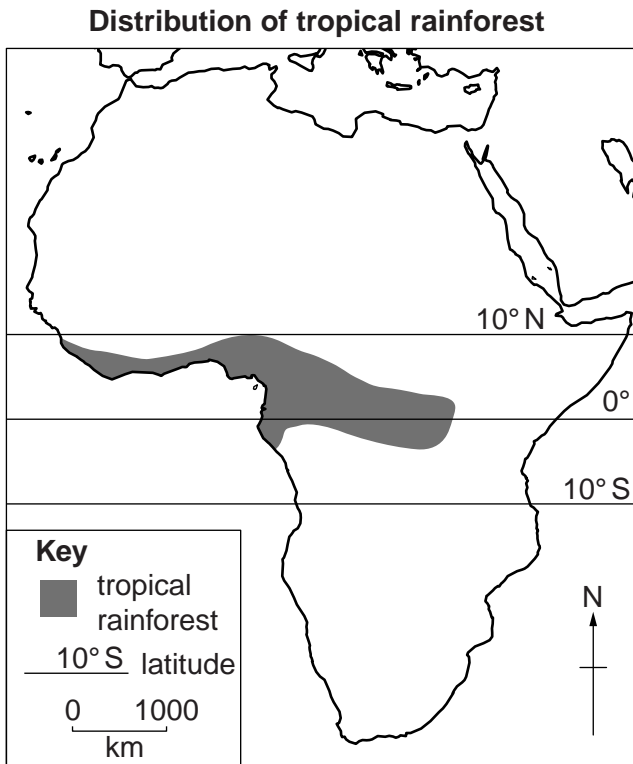 Distribution of tropical rainforest
10° N
0°
10° S
Key
tropical
rainforest
10° S latitude
0 1000
km
N